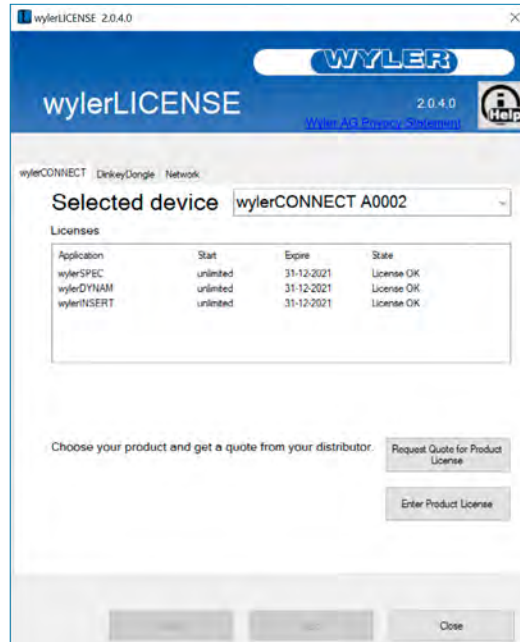 wylerLICENSE 2.0.4.0
WYLER
wylerLICENSE
2.0.4.0
Help
Wyler AG Privacy Statement
wylerCONNECT DinkeyDongle Network
Selected device wylerCONNECT A0002
Licenses
Application Start Expire State
wylerSPEC unlimited 31-12-2021 License OK
wylerDYNAM unlimited 31-12-2021 License OK
wylerINSERT unlimited 31-12-2021 License OK
Choose your product and get a quote from your distributor.
Request Quote for Product
License
Enter Product License
Close